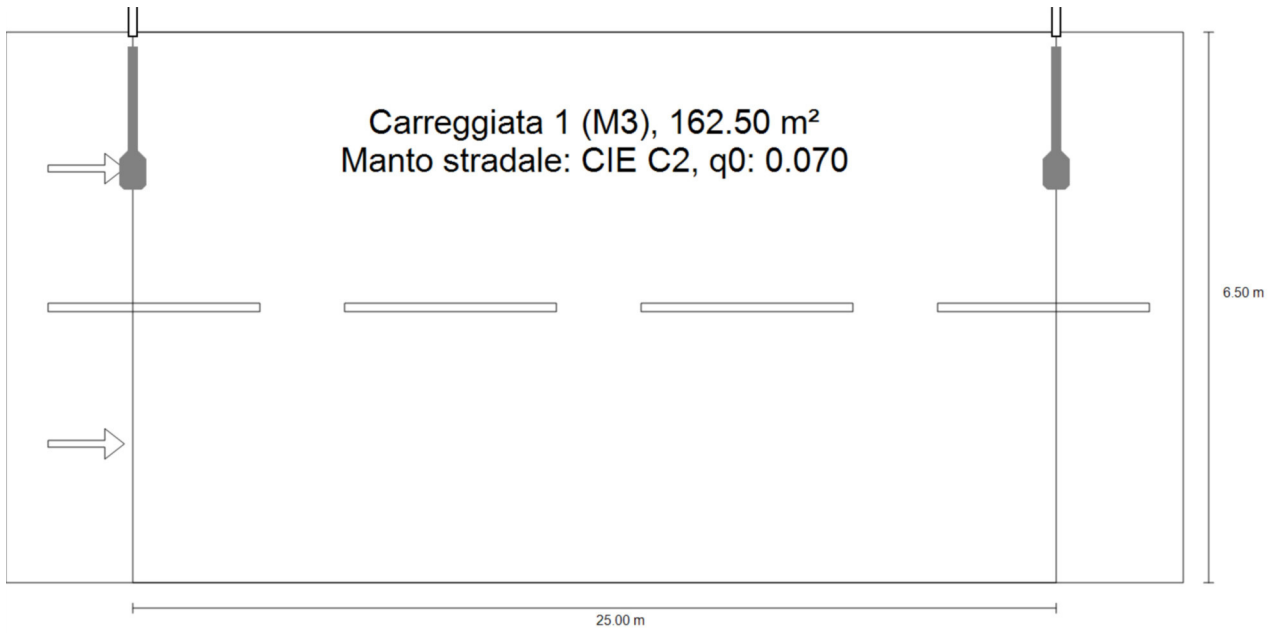 Carreggiata 1 (M3), 162.50 m²
Manto stradale: CIE C2, q0: 0.070
6.50 m
25.00 m